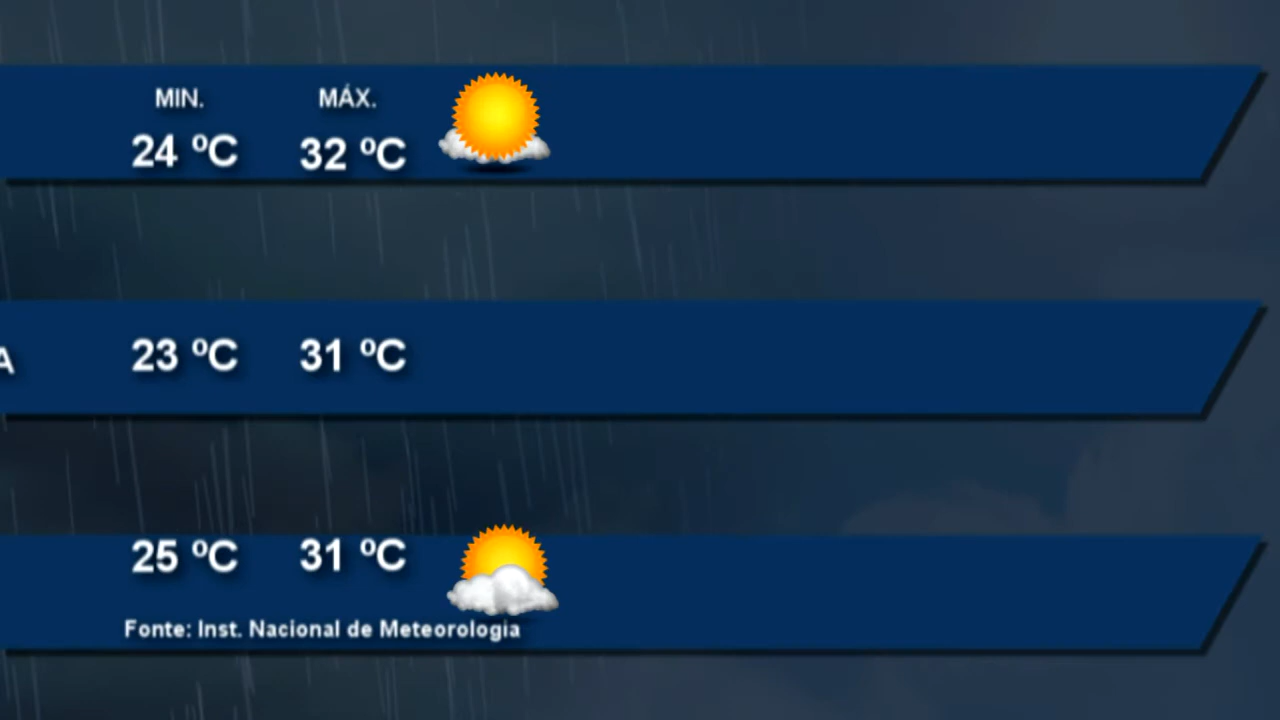 MIN. MÁX.
24 ºC 32 ºC
A 23 ºC 31 ºC
25 ºC 31 ºC
Fonte: Inst. Nacional de Meteorologia